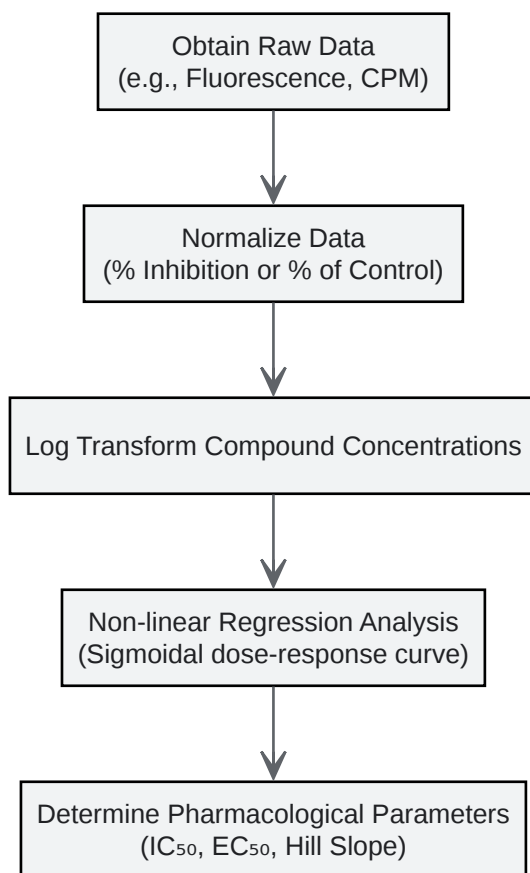 Obtain Raw Data
(e.g., Fluorescence, CPM)
Normalize Data
(% Inhibition or % of Control)
Log Transform Compound Concentrations
Non-linear Regression Analysis
(Sigmoidal dose-response curve)
Determine Pharmacological Parameters
(IC₅₀, EC₅₀, Hill Slope)